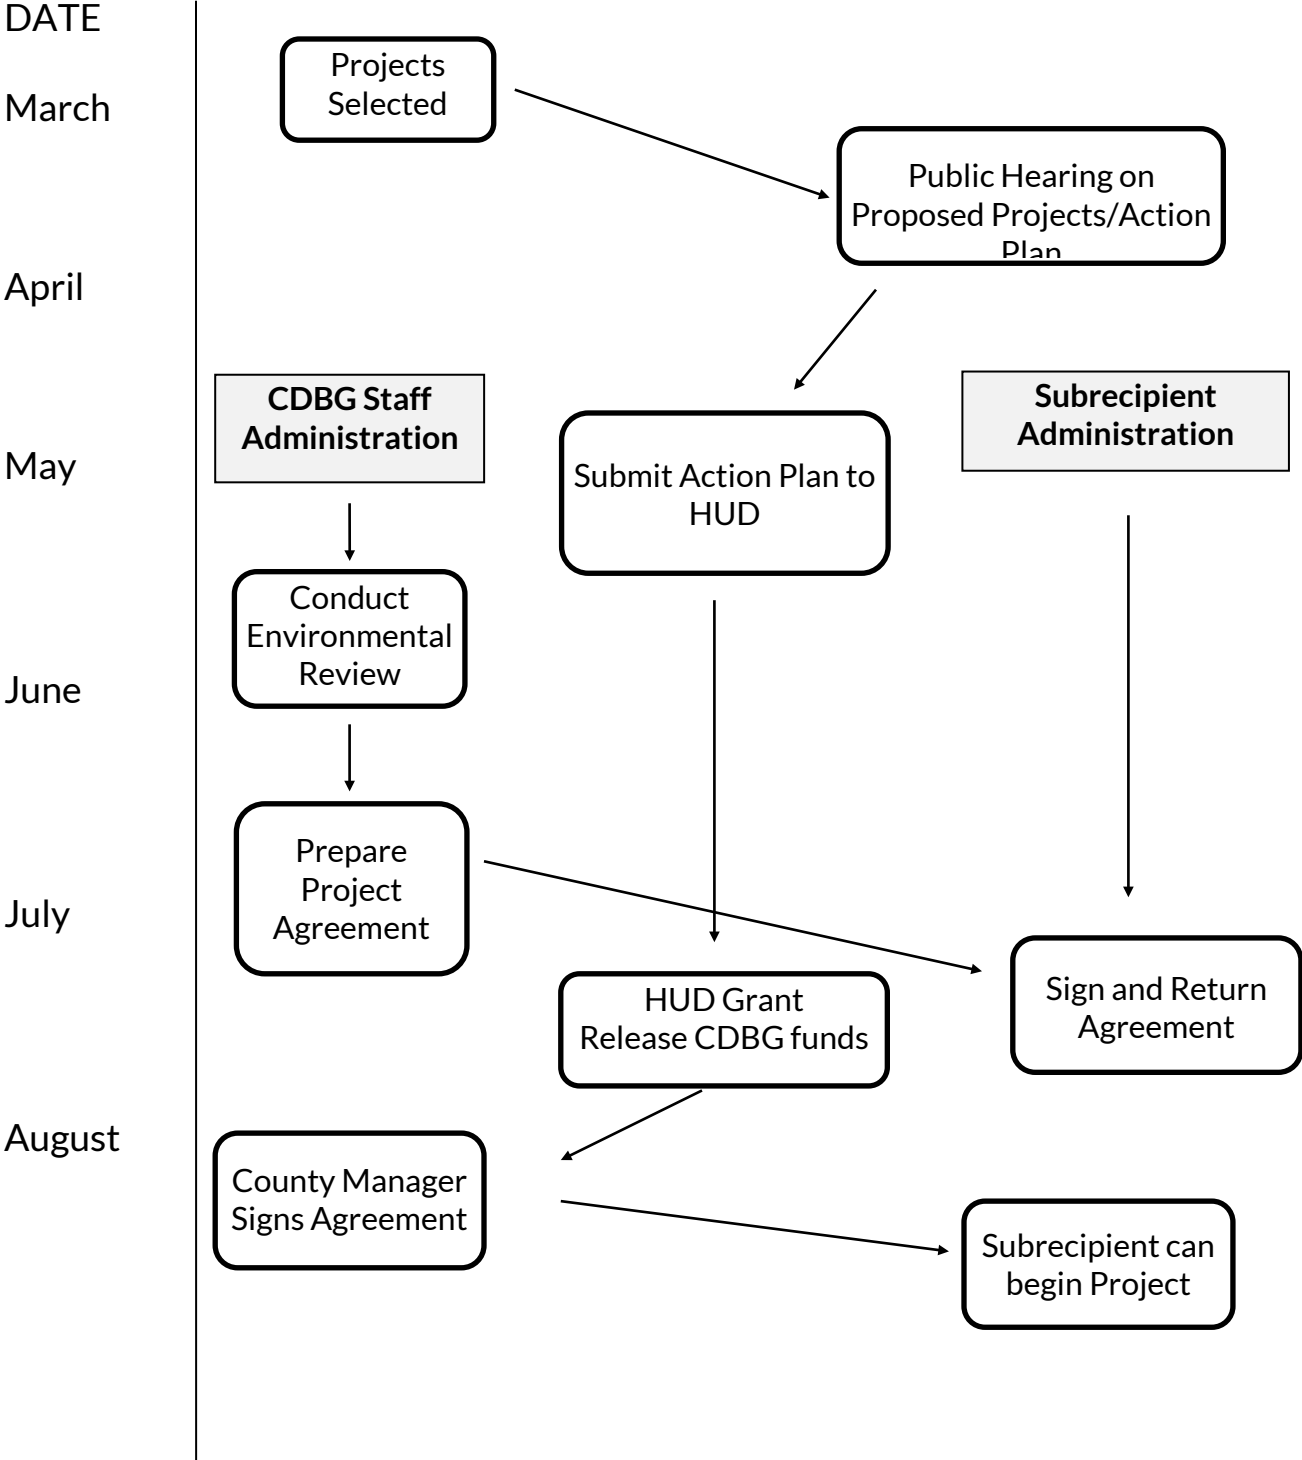 DATE
Projects
Selected
March
Public Hearing on
Proposed Projects/Action
Plan
April
CDBG Staff
Administration
Subrecipient
Administration
May
Submit Action Plan to
HUD
Conduct
Environmental
Review
June
Prepare
Project
Agreement
July
HUD Grant
Release CDBG funds
Sign and Return
Agreement
August
County Manager
Signs Agreement
Subrecipient can
begin Project